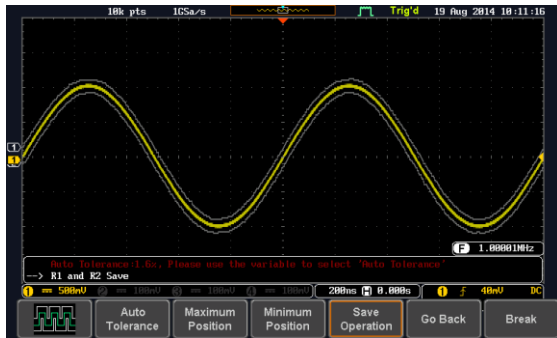 10k pts 1GSa/s Trig'd 19 Aug 2014 10:11:16
1
1
F 1.00001MHz
Auto Tolerance:1.6x, Please use the variable to select 'Auto Tolerance'
--> R1 and R2 Save
1 500mV 2 100mV 3 100mV 4 100mV 200ns H 0.000s 1 40mV DC
Auto Tolerance
Maximum Position
Minimum Position
Save Operation
Go Back
Break